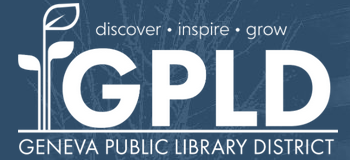 discover • inspire • grow
GPLD
GENEVA PUBLIC LIBRARY DISTRICT